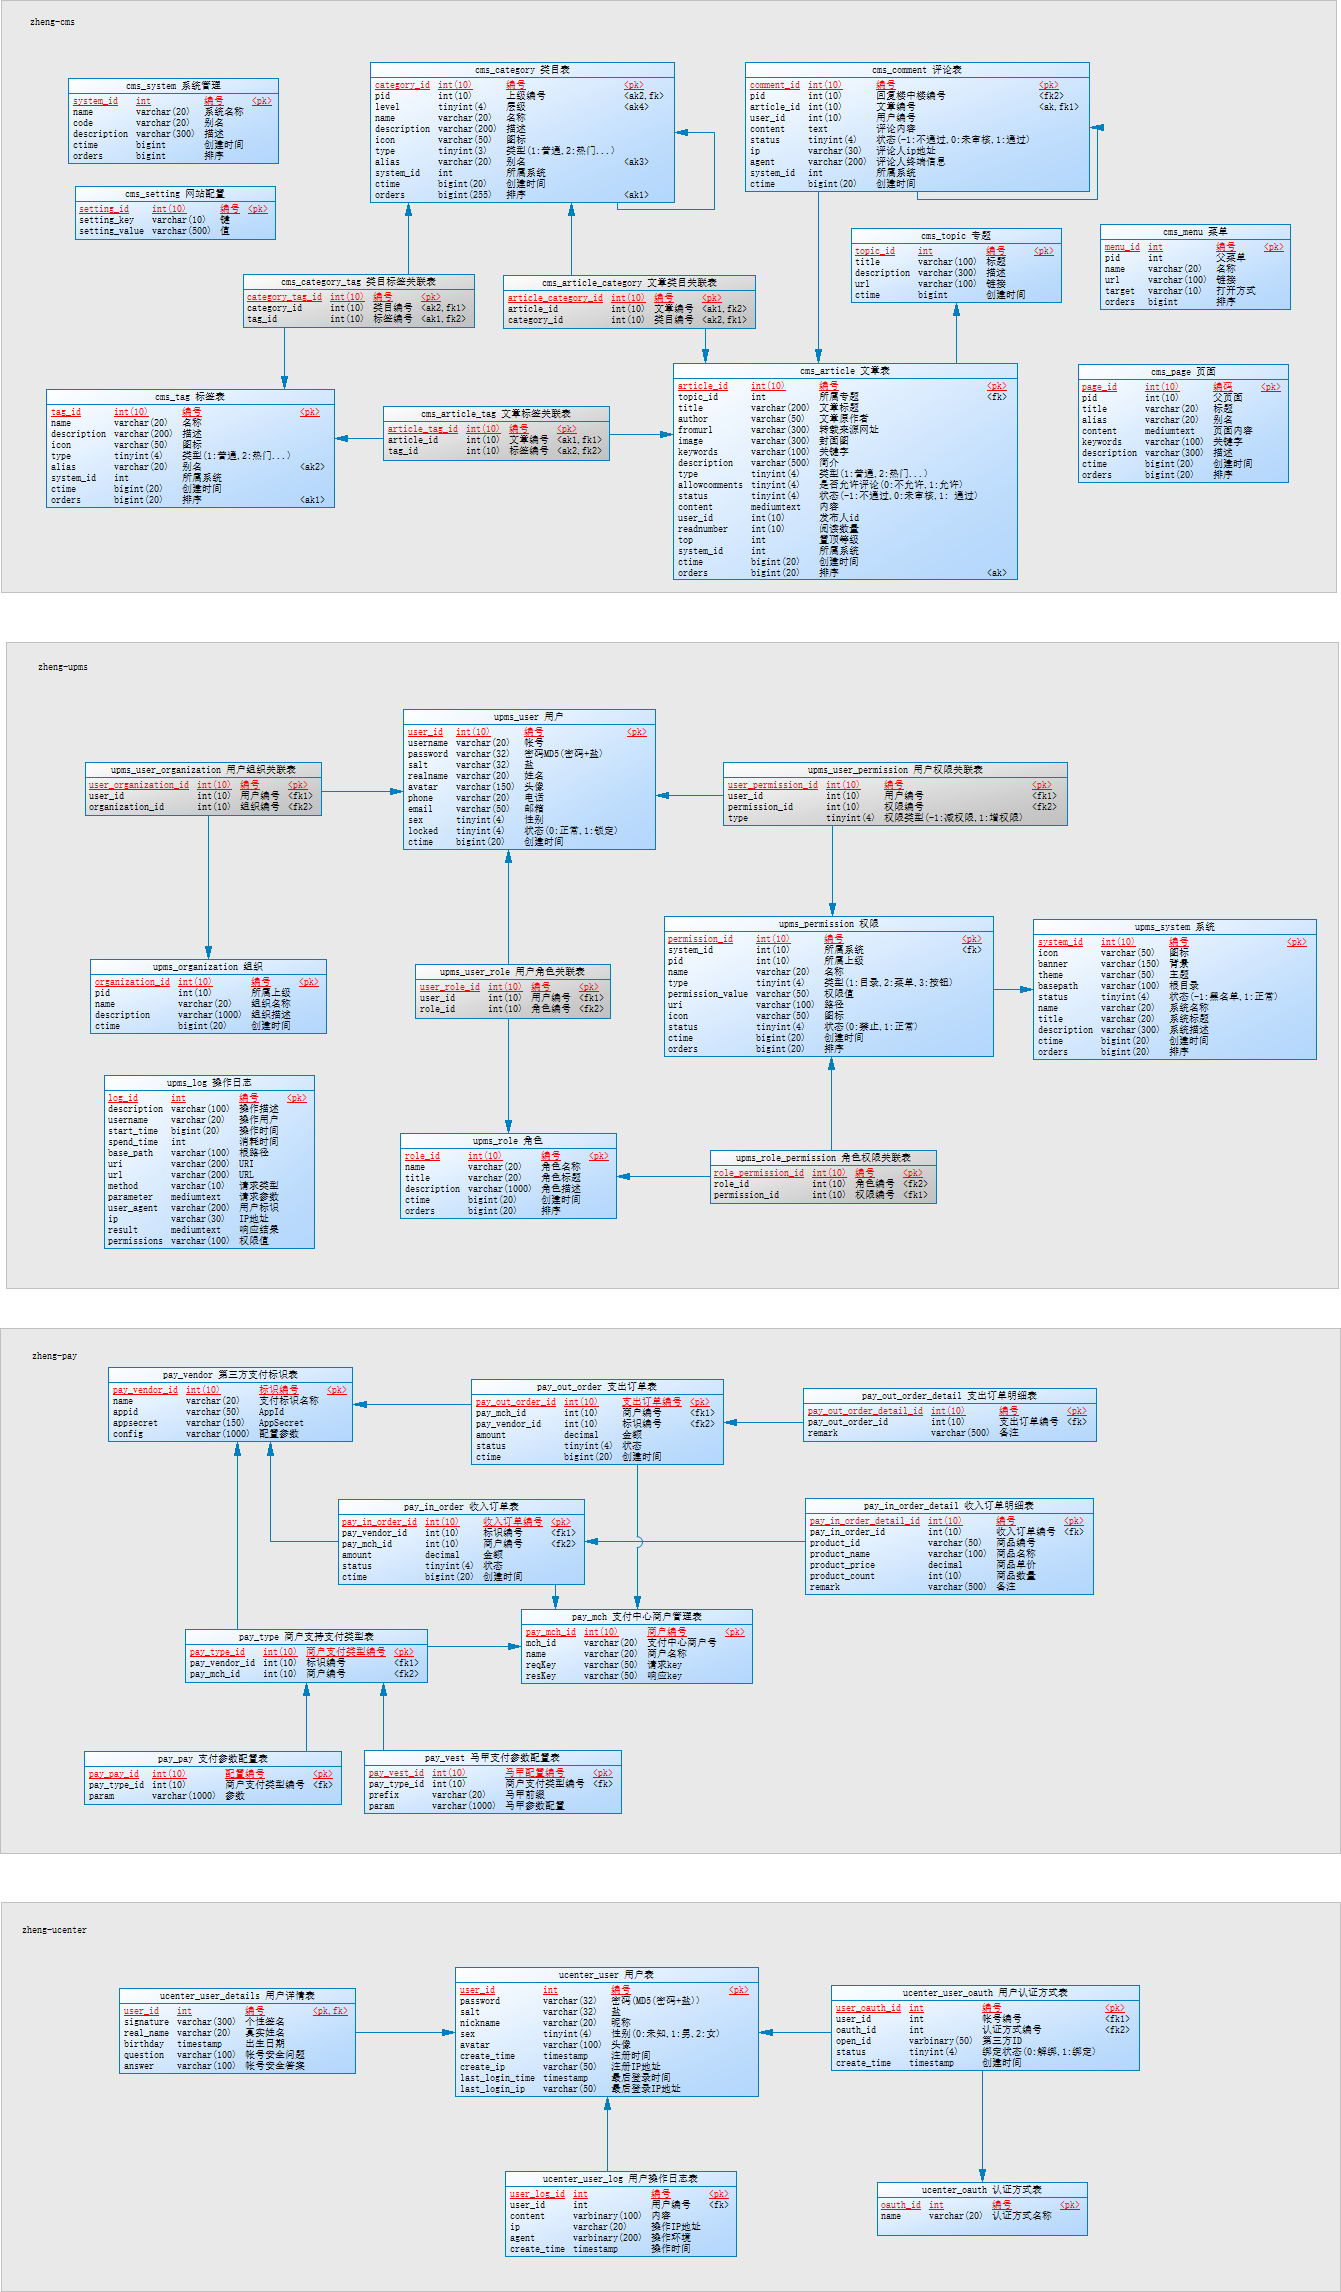 zheng-cms
cms_system 系统管理
system_id int 编号 <pk>
name varchar(20) 系统名称
code varchar(20) 别名
description varchar(300) 描述
ctime bigint 创建时间
orders bigint 排序
cms_setting 网站配置
setting_id int(10) 编号 <pk>
setting_key varchar(10) 键
setting_value varchar(500) 值
cms_category 类目表
category_id int(10) 编号 <pk>
pid int(10) 上级编号 <ak2,fk>
level tinyint(4) 层级 <ak4>
name varchar(20) 名称
description varchar(200) 描述
icon varchar(50) 图标
type tinyint(3) 类型(1:普通,2:热门...)
alias varchar(20) 别名 <ak3>
system_id int 所属系统
ctime bigint(20) 创建时间
orders bigint(255) 排序 <ak1>
cms_comment 评论表
comment_id int(10) 编号 <pk>
pid int(10) 回复楼中楼编号 <fk2>
article_id int(10) 文章编号 <ak,fk1>
user_id int(10) 用户编号
content text 评论内容
status tinyint(4) 状态(-1:不通过,0:未审核,1:通过)
ip varchar(30) 评论人ip地址
agent varchar(200) 评论人终端信息
system_id int 所属系统
ctime bigint(20) 创建时间
cms_topic 专题
topic_id int 编号 <pk>
title varchar(100) 标题
description varchar(300) 描述
url varchar(100) 链接
ctime bigint 创建时间
cms_menu 菜单
menu_id int 编号 <pk>
pid int 父菜单
name varchar(20) 名称
url varchar(100) 链接
target varchar(10) 打开方式
orders bigint 排序
cms_category_tag 类目标签关联表
category_tag_id int(10) 编号 <pk>
category_id int(10) 类目编号 <ak2,fk1>
tag_id int(10) 标签编号 <ak1,fk2>
cms_article_category 文章类目关联表
article_category_id int(10) 编号 <pk>
article_id int(10) 文章编号 <ak1,fk2>
category_id int(10) 类目编号 <ak2,fk1>
cms_tag 标签表
tag_id int(10) 编号 <pk>
name varchar(20) 名称
description varchar(200) 描述
icon varchar(50) 图标
type tinyint(4) 类型(1:普通,2:热门...)
alias varchar(20) 别名 <ak2>
system_id int 所属系统
ctime bigint(20) 创建时间
orders bigint(20) 排序 <ak1>
cms_article_tag 文章标签关联表
article_tag_id int(10) 编号 <pk>
article_id int(10) 文章编号 <ak1,fk1>
tag_id int(10) 标签编号 <ak2,fk2>
cms_article 文章表
article_id int(10) 编号 <pk>
topic_id int 所属专题 <fk>
title varchar(200) 文章标题
author varchar(50) 文章原作者
fromurl varchar(300) 转载来源网址
image varchar(300) 封面图
keywords varchar(100) 关键字
description varchar(500) 简介
type tinyint(4) 类型(1:普通,2:热门...)
allowcomments tinyint(4) 是否允许评论(0:不允许,1:允许)
status tinyint(4) 状态(-1:不通过,0:未审核,1: 通过)
content mediumtext 内容
user_id int(10) 发布人id
readnumber int(10) 阅读数量
top int 置顶等级
system_id int 所属系统
ctime bigint(20) 创建时间
orders bigint(20) 排序 <ak>
cms_page 页面
page_id int(10) 编码 <pk>
pid int(10) 父页面
title varchar(20) 标题
alias varchar(20) 别名
content mediumtext 页面内容
keywords varchar(100) 关键字
description varchar(300) 描述
ctime bigint(20) 创建时间
orders bigint(20) 排序
zheng-upms
upms_user_organization 用户组织关联表
user_organization_id int(10) 编号 <pk>
user_id int(10) 用户编号 <fk1>
organization_id int(10) 组织编号 <fk2>
upms_user 用户
user_id int(10) 编号 <pk>
username varchar(20) 帐号
password varchar(32) 密码MD5(密码+盐)
salt varchar(32) 盐
realname varchar(20) 姓名
avatar varchar(150) 头像
phone varchar(20) 电话
email varchar(50) 邮箱
sex tinyint(4) 性别
locked tinyint(4) 状态(0:正常,1:锁定)
ctime bigint(20) 创建时间
upms_user_permission 用户权限关联表
user_permission_id int(10) 编号 <pk>
user_id int(10) 用户编号 <fk1>
permission_id int(10) 权限编号 <fk2>
type tinyint(4) 权限类型(-1:减权限,1:增权限)
upms_organization 组织
organization_id int(10) 编号 <pk>
pid int(10) 所属上级
name varchar(20) 组织名称
description varchar(1000) 组织描述
ctime bigint(20) 创建时间
upms_user_role 用户角色关联表
user_role_id int(10) 编号 <pk>
user_id int(10) 用户编号 <fk1>
role_id int(10) 角色编号 <fk2>
upms_permission 权限
permission_id int(10) 编号 <pk>
system_id int(10) 所属系统 <fk>
pid int(10) 所属上级
name varchar(20) 名称
type tinyint(4) 类型(1:目录,2:菜单,3:按钮)
permission_value varchar(50) 权限值
uri varchar(100) 路径
icon varchar(50) 图标
status tinyint(4) 状态(0:禁止,1:正常)
ctime bigint(20) 创建时间
orders bigint(20) 排序
upms_system 系统
system_id int(10) 编号 <pk>
icon varchar(50) 图标
banner varchar(150) 背景
theme varchar(50) 主题
basepath varchar(100) 根目录
status tinyint(4) 状态(-1:黑名单,1:正常)
name varchar(20) 系统名称
title varchar(20) 系统标题
description varchar(300) 系统描述
ctime bigint(20) 创建时间
orders bigint(20) 排序
upms_log 操作日志
log_id int 编号 <pk>
description varchar(100) 操作描述
username varchar(20) 操作用户
start_time bigint(20) 操作时间
spend_time int 消耗时间
base_path varchar(100) 根路径
uri varchar(200) URI
url varchar(200) URL
method varchar(10) 请求类型
parameter mediumtext 请求参数
user_agent varchar(200) 用户标识
ip varchar(30) IP地址
result mediumtext 响应结果
permissions varchar(100) 权限值
upms_role 角色
role_id int(10) 编号 <pk>
name varchar(20) 角色名称
title varchar(20) 角色标题
description varchar(1000) 角色描述
ctime bigint(20) 创建时间
orders bigint(20) 排序
upms_role_permission 角色权限关联表
role_permission_id int(10) 编号 <pk>
role_id int(10) 角色编号 <fk2>
permission_id int(10) 权限编号 <fk1>
zheng-pay
pay_vendor 第三方支付标识表
pay_vendor_id int(10) 标识编号 <pk>
name varchar(20) 支付标识名称
appid varchar(50) AppId
appsecret varchar(150) AppSecret
config varchar(1000) 配置参数
pay_out_order 支出订单表
pay_out_order_id int(10) 支出订单编号 <pk>
pay_mch_id int(10) 商户编号 <fk1>
pay_vendor_id int(10) 标识编号 <fk2>
amount decimal 金额
status tinyint(4) 状态
ctime bigint(20) 创建时间
pay_out_order_detail 支出订单明细表
pay_out_order_detail_id int(10) 编号 <pk>
pay_out_order_id int(10) 支出订单编号 <fk>
remark varchar(500) 备注
pay_in_order 收入订单表
pay_in_order_id int(10) 收入订单编号 <pk>
pay_vendor_id int(10) 标识编号 <fk1>
pay_mch_id int(10) 商户编号 <fk2>
amount decimal 金额
status tinyint(4) 状态
ctime bigint(20) 创建时间
pay_in_order_detail 收入订单明细表
pay_in_order_detail_id int(10) 编号 <pk>
pay_in_order_id int(10) 收入订单编号 <fk>
product_id varchar(50) 商品编号
product_name varchar(100) 商品名称
product_price decimal 商品单价
product_count int(10) 商品数量
remark varchar(500) 备注
pay_mch 支付中心商户管理表
pay_mch_id int(10) 商户编号 <pk>
mch_id varchar(20) 支付中心商户号
name varchar(20) 商户名称
reqKey varchar(50) 请求key
resKey varchar(50) 响应key
pay_type 商户支持支付类型表
pay_type_id int(10) 商户支付类型编号 <pk>
pay_vendor_id int(10) 标识编号 <fk1>
pay_mch_id int(10) 商户编号 <fk2>
pay_pay 支付参数配置表
pay_pay_id int(10) 配置编号 <pk>
pay_type_id int(10) 商户支付类型编号 <fk>
param varchar(1000) 参数
pay_vest 马甲支付参数配置表
pay_vest_id int(10) 马甲配置编号 <pk>
pay_type_id int(10) 商户支付类型编号 <fk>
prefix varchar(20) 马甲前缀
param varchar(1000) 马甲参数配置
zheng-ucenter
ucenter_user_details 用户详情表
user_id int 编号 <pk,fk>
signature varchar(300) 个性签名
real_name varchar(20) 真实姓名
birthday timestamp 出生日期
question varchar(100) 帐号安全问题
answer varchar(100) 帐号安全答案
ucenter_user 用户表
user_id int 编号 <pk>
password varchar(32) 密码(MD5(密码+盐))
salt varchar(32) 盐
nickname varchar(20) 昵称
sex tinyint(4) 性别(0:未知,1:男,2:女)
avatar varchar(100) 头像
create_time timestamp 注册时间
create_ip varchar(50) 注册IP地址
last_login_time timestamp 最后登录时间
last_login_ip varchar(50) 最后登录IP地址
ucenter_user_oauth 用户认证方式表
user_oauth_id int 编号 <pk>
user_id int 帐号编号 <fk1>
oauth_id int 认证方式编号 <fk2>
open_id varbinary(50) 第三方ID
status tinyint(4) 绑定状态(0:解绑,1:绑定)
create_time timestamp 创建时间
ucenter_user_log 用户操作日志表
user_log_id int 编号 <pk>
user_id int 用户编号 <fk>
content varbinary(100) 内容
ip varchar(20) 操作IP地址
agent varbinary(200) 操作环境
create_time timestamp 操作时间
ucenter_oauth 认证方式表
oauth_id int 编号 <pk>
name varchar(20) 认证方式名称